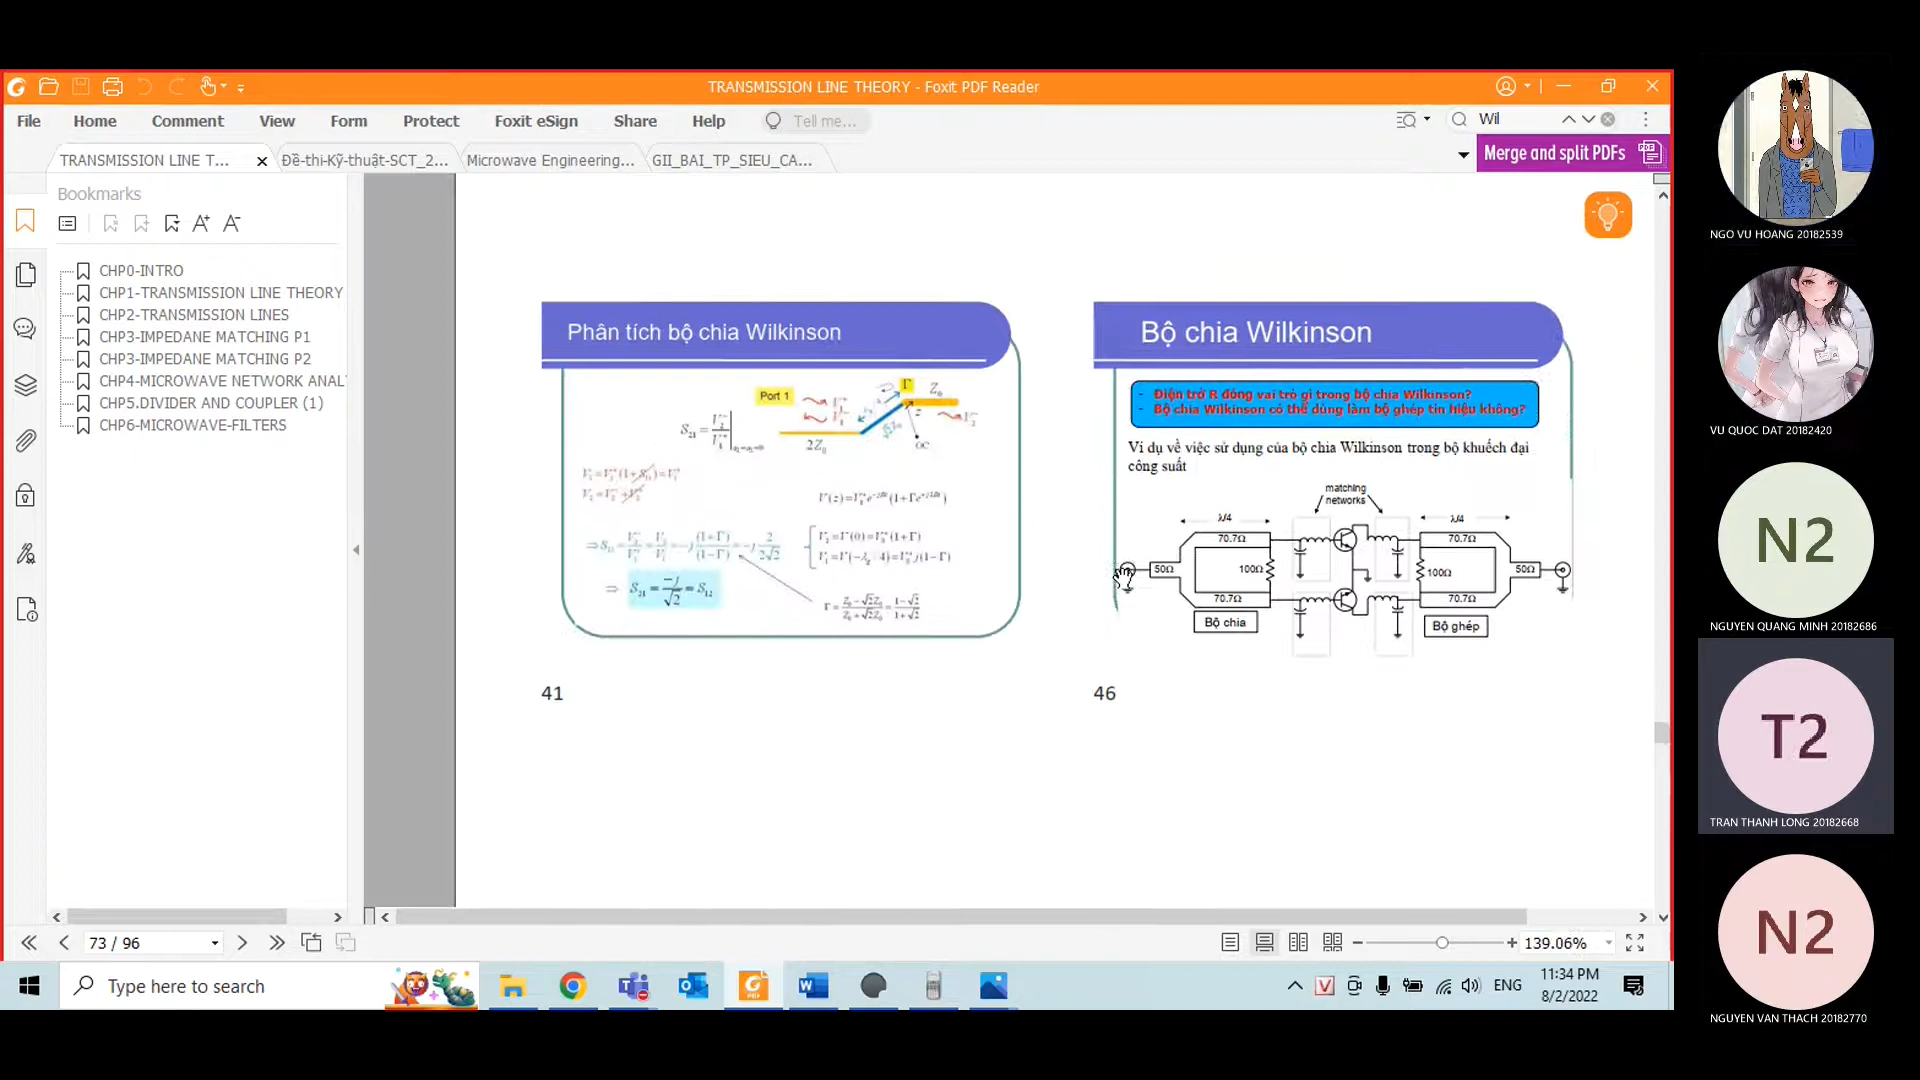 TRANSMISSION LINE THEORY - Foxit PDF Reader
File Home Comment View Form Protect Foxit eSign Share Help Tell me... Wil
TRANSMISSION LINE T... Đề-thi-Kỹ-thuật-SCT_2... Microwave Engineering... GII_BAI_TP_SIEU_CA... Merge and split PDFs
Bookmarks
CHP0-INTRO
CHP1-TRANSMISSION LINE THEORY
CHP2-TRANSMISSION LINES
CHP3-IMPEDANE MATCHING P1
CHP3-IMPEDANE MATCHING P2
CHP4-MICROWAVE NETWORK ANAL
CHP5.DIVIDER AND COUPLER (1)
CHP6-MICROWAVE-FILTERS
Phân tích bộ chia Wilkinson
Port 1
Γ
Z₀
2Z₀
OC
41
Bộ chia Wilkinson
- Điện trở R đóng vai trò gì trong bộ chia Wilkinson?
- Bộ chia Wilkinson có thể dùng làm bộ ghép tín hiệu không?
Ví dụ về việc sử dụng của bộ chia Wilkinson trong bộ khuếch đại
công suất
matching
networks
λ/4 λ/4
70.7Ω 70.7Ω
50Ω 100Ω 100Ω 50Ω
70.7Ω 70.7Ω
Bộ chia Bộ ghép
46
73 / 96
139.06%
Type here to search
ENG
11:34 PM
8/2/2022
NGO VU HOANG 20182539
VU QUOC DAT 20182420
N2
NGUYEN QUANG MINH 20182686
T2
TRAN THANH LONG 20182668
N2
NGUYEN VAN THACH 20182770